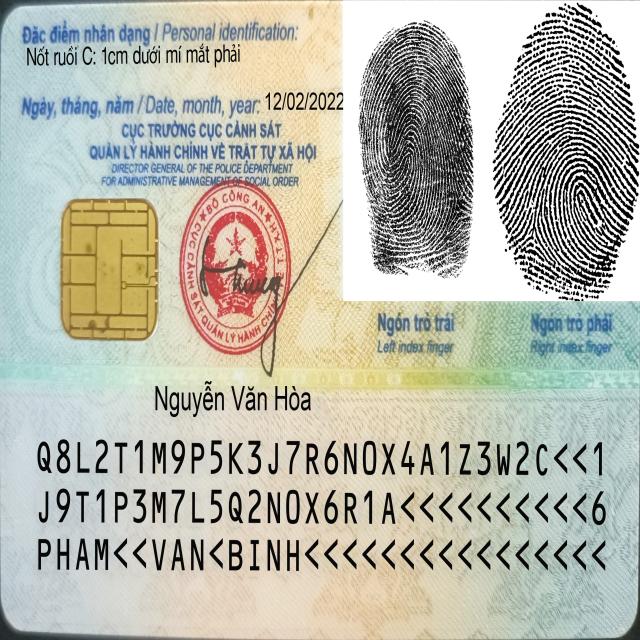 Đặc điểm nhân dạng / Personal identification:
Nốt ruồi C: 1cm dưới mí mắt phải
Ngày, tháng, năm / Date, month, year: 12/02/2022
CỤC TRƯỞNG CỤC CẢNH SÁT
QUẢN LÝ HÀNH CHÍNH VỀ TRẬT TỰ XÃ HỘI
DIRECTOR GENERAL OF THE POLICE DEPARTMENT
FOR ADMINISTRATIVE MANAGEMENT OF SOCIAL ORDER
BỘ CÔNG AN
CỤC CẢNH SÁT QUẢN LÝ HÀNH CHÍNH
Ngón trỏ trái
Left index finger
Ngón trỏ phải
Right index finger
Nguyễn Văn Hòa
Q8L2T1M9P5K3J7R6NOX4A1Z3W2C<<1
J9T1P3M7L5Q2NOX6R1A<<<<<<<<<<6
PHAM<<VAN<BINH<<<<<<<<<<<<<<<<